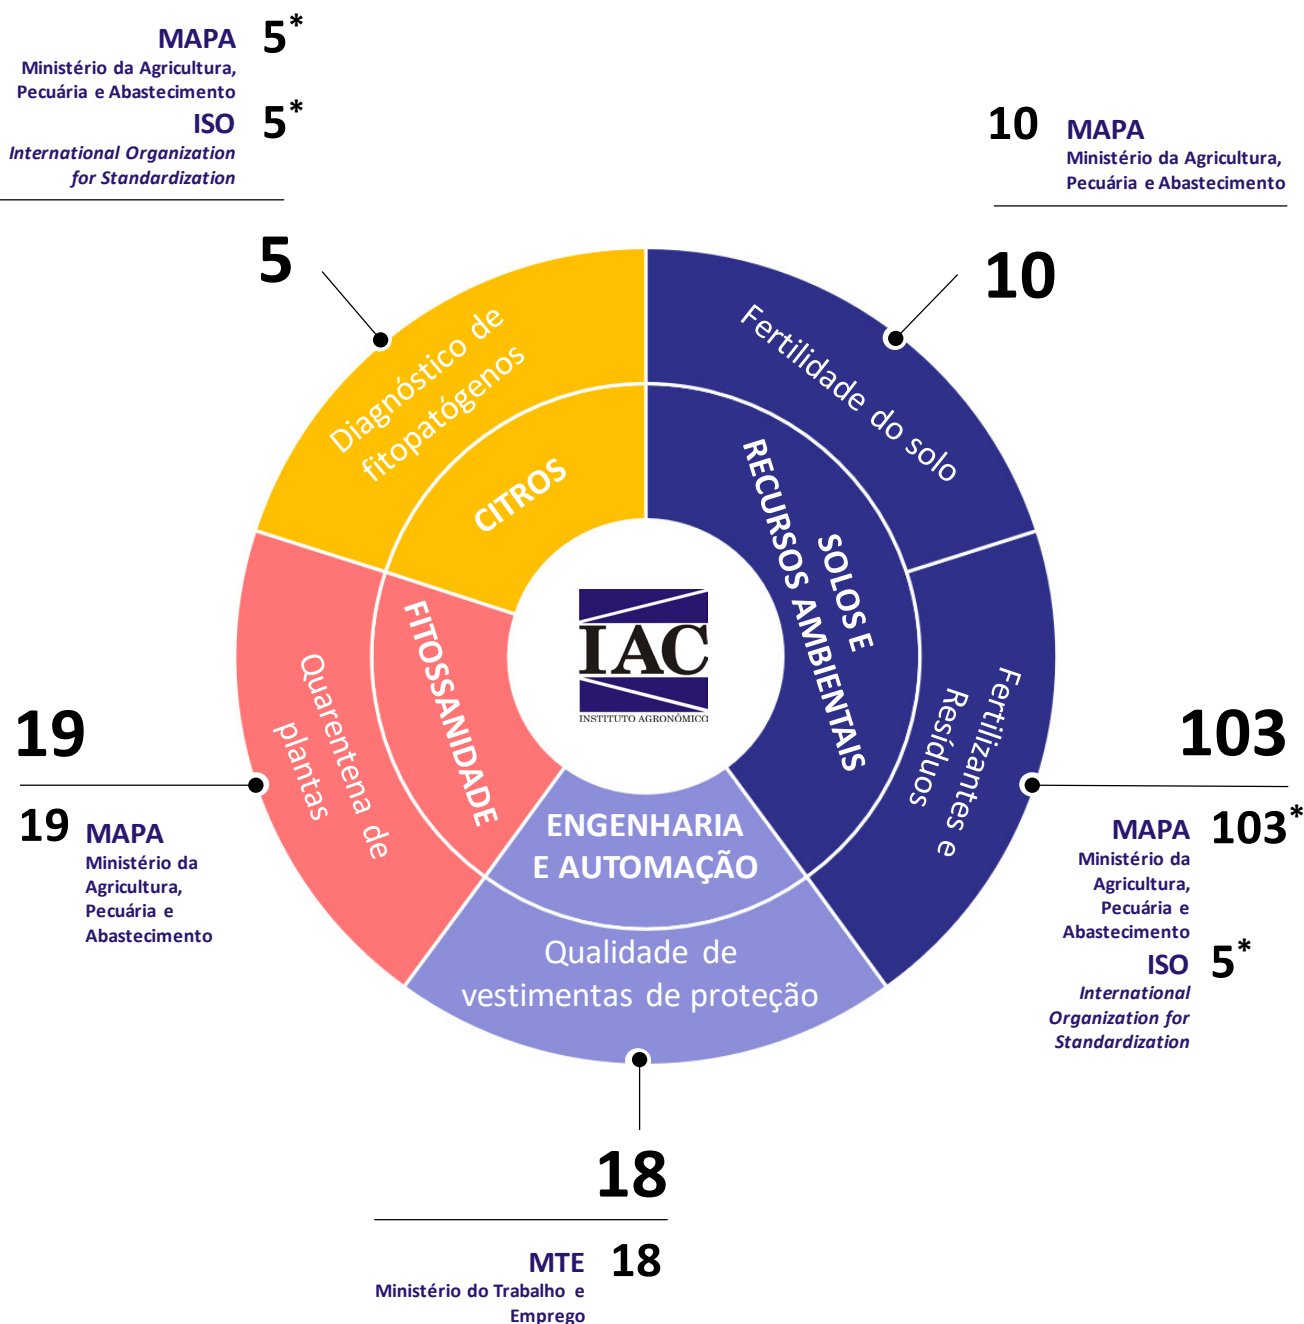 MAPA 5*
Ministério da Agricultura,
Pecuária e Abastecimento
ISO 5*
International Organization
for Standardization
5
10 MAPA
Ministério da Agricultura,
Pecuária e Abastecimento
10
Diagnóstico de
fitopatógenos
CITROS
Fertilidade do solo
SOLOS E
RECURSOS AMBIENTAIS
Fertilizantes e
Resíduos
FITOSSANIDADE
Quarentena de
plantas
IAC
INSTITUTO AGRONÔMICO
ENGENHARIA
E AUTOMAÇÃO
Qualidade de
vestimentas de proteção
19
19 MAPA
Ministério da
Agricultura,
Pecuária e
Abastecimento
103
MAPA 103*
Ministério da
Agricultura,
Pecuária e
Abastecimento
ISO 5*
International
Organization for
Standardization
18
MTE 18
Ministério do Trabalho e
Emprego